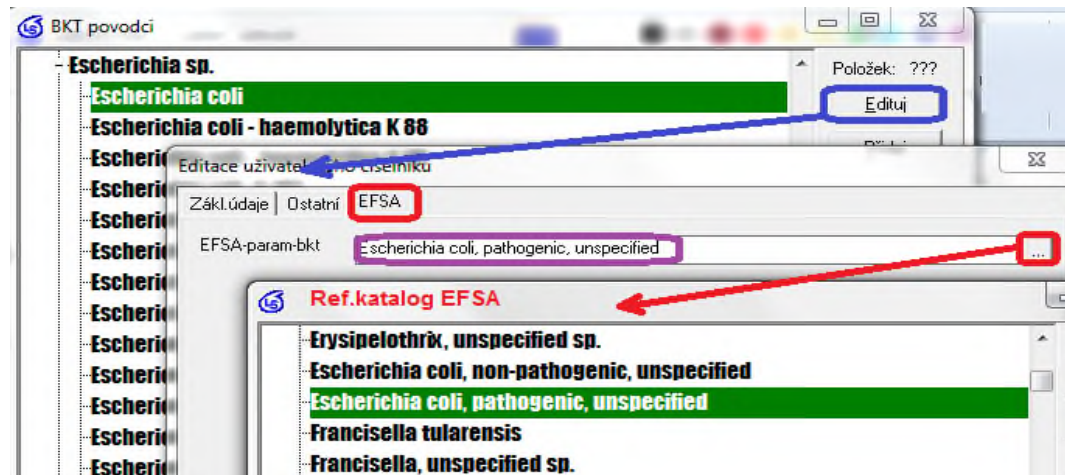 BKT povodci
Escherichia sp.
Položek: ???
Escherichia coli
Edituj
Escherichia coli - haemolytica K 88
Editace uživatelského číselníku
Zákl.údaje
Ostatní
EFSA
EFSA-param-bkt
Escherichia coli, pathogenic, unspecified
...
Ref.katalog EFSA
Erysipelothrix, unspecified sp.
Escherichia coli, non-pathogenic, unspecified
Escherichia coli, pathogenic, unspecified
Francisella tularensis
Francisella, unspecified sp.